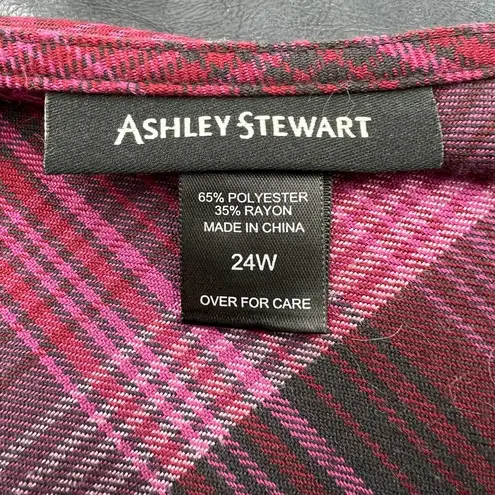 ASHLEY STEWART
65% POLYESTER
35% RAYON
MADE IN CHINA
24W
OVER FOR CARE